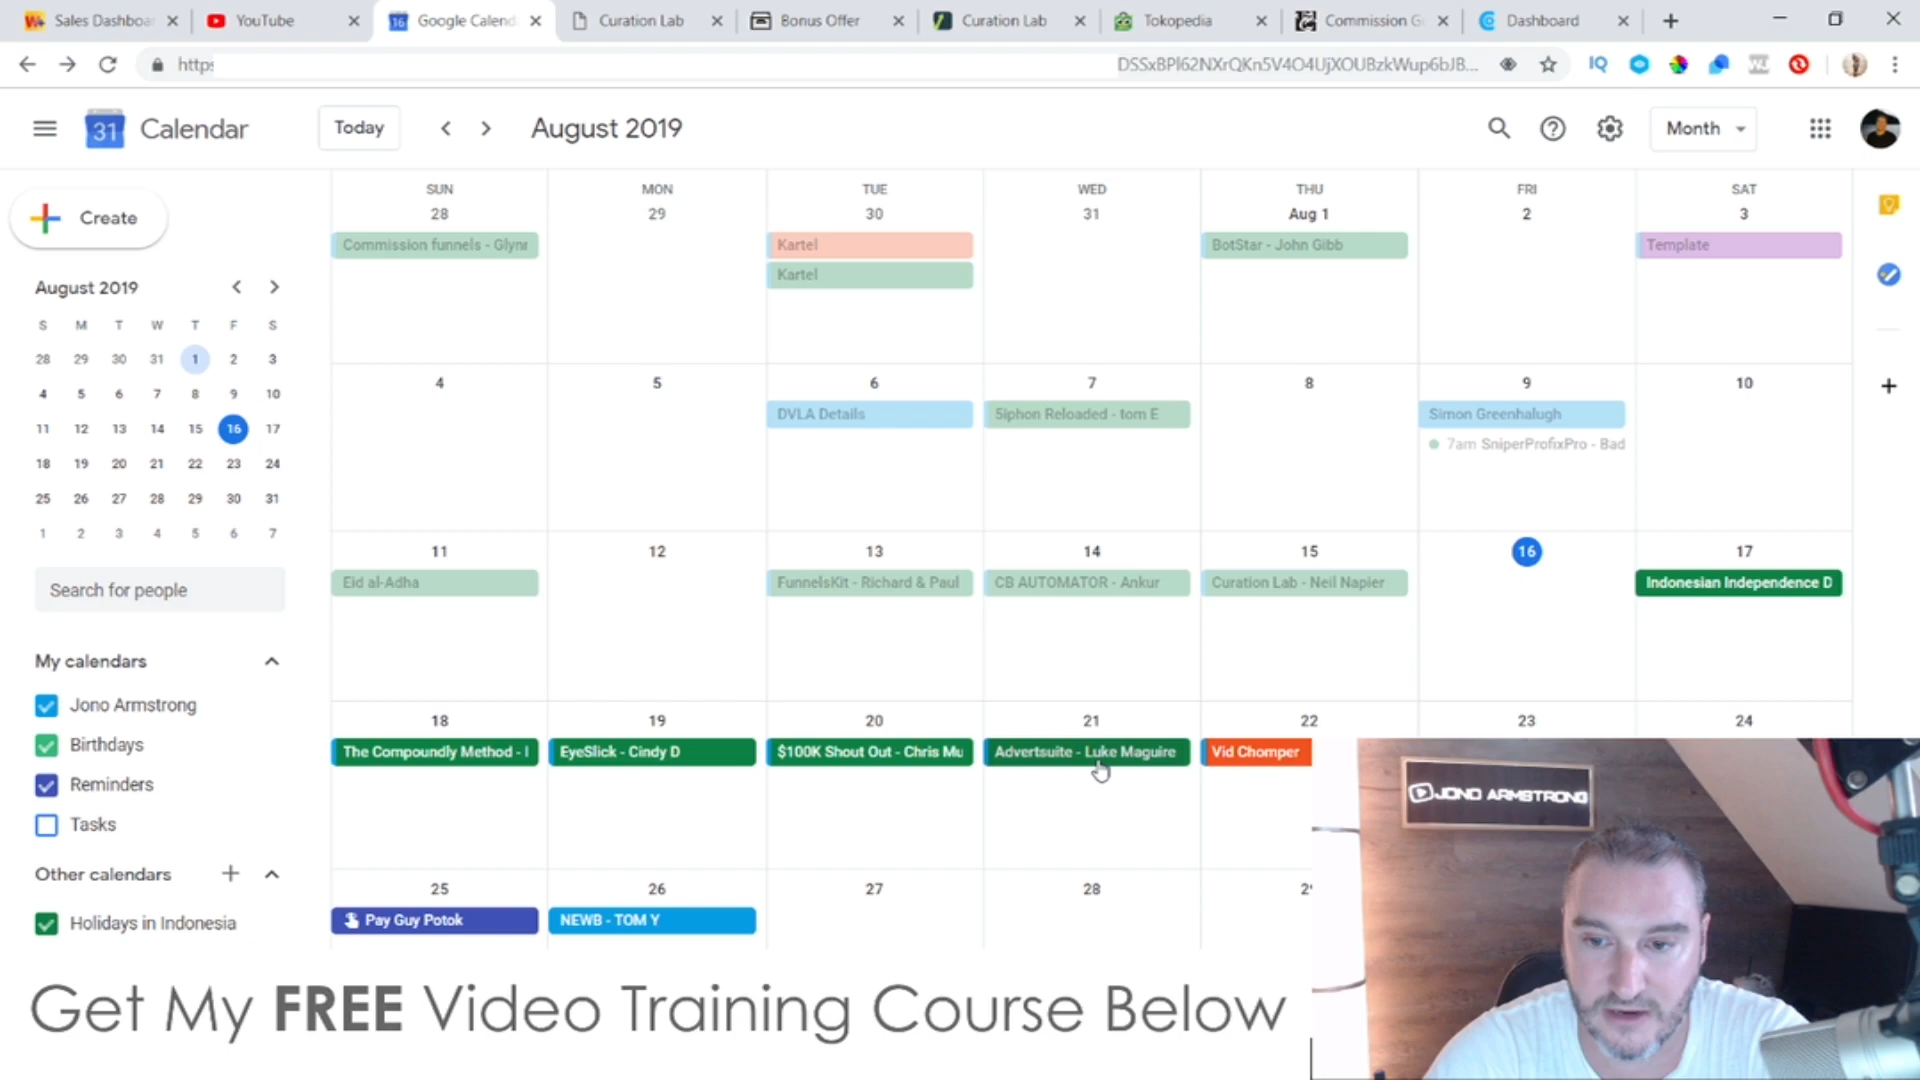 Sales Dashboa
YouTube
Google Calend
Curation Lab
Bonus Offer
Curation Lab
Tokopedia
Commission G
Dashboard
https
DSSxBPl62NXrQKn5V4O4UjXOUBzkWup6bJB...
IQ
31
Calendar
Today
August 2019
Month
Create
August 2019
S M T W T F S
28 29 30 31 1 2 3
4 5 6 7 8 9 10
11 12 13 14 15 16 17
18 19 20 21 22 23 24
25 26 27 28 29 30 31
1 2 3 4 5 6 7
Search for people
My calendars
Jono Armstrong
Birthdays
Reminders
Tasks
Other calendars
Holidays in Indonesia
SUN MON TUE WED THU FRI SAT
28 29 30 31 Aug 1 2 3
Commission funnels - Glynn
Kartel
BotStar - John Gibb
Template
Kartel
4 5 6 7 8 9 10
DVLA Details
5iphon Reloaded - tom E
Simon Greenhalugh
7am SniperProfixPro - Bad
11 12 13 14 15 16 17
Eid al-Adha
FunnelsKit - Richard & Paul
CB AUTOMATOR - Ankur
Curation Lab - Neil Napier
Indonesian Independence D
18 19 20 21 22 23 24
The Compoundly Method - I
EyeSlick - Cindy D
$100K Shout Out - Chris Mu
Advertsuite - Luke Maguire
Vid Chomper
25 26 27 28 29
Pay Guy Potok
NEWB - TOM Y
JONO ARMSTRONG
Get My FREE Video Training Course Below